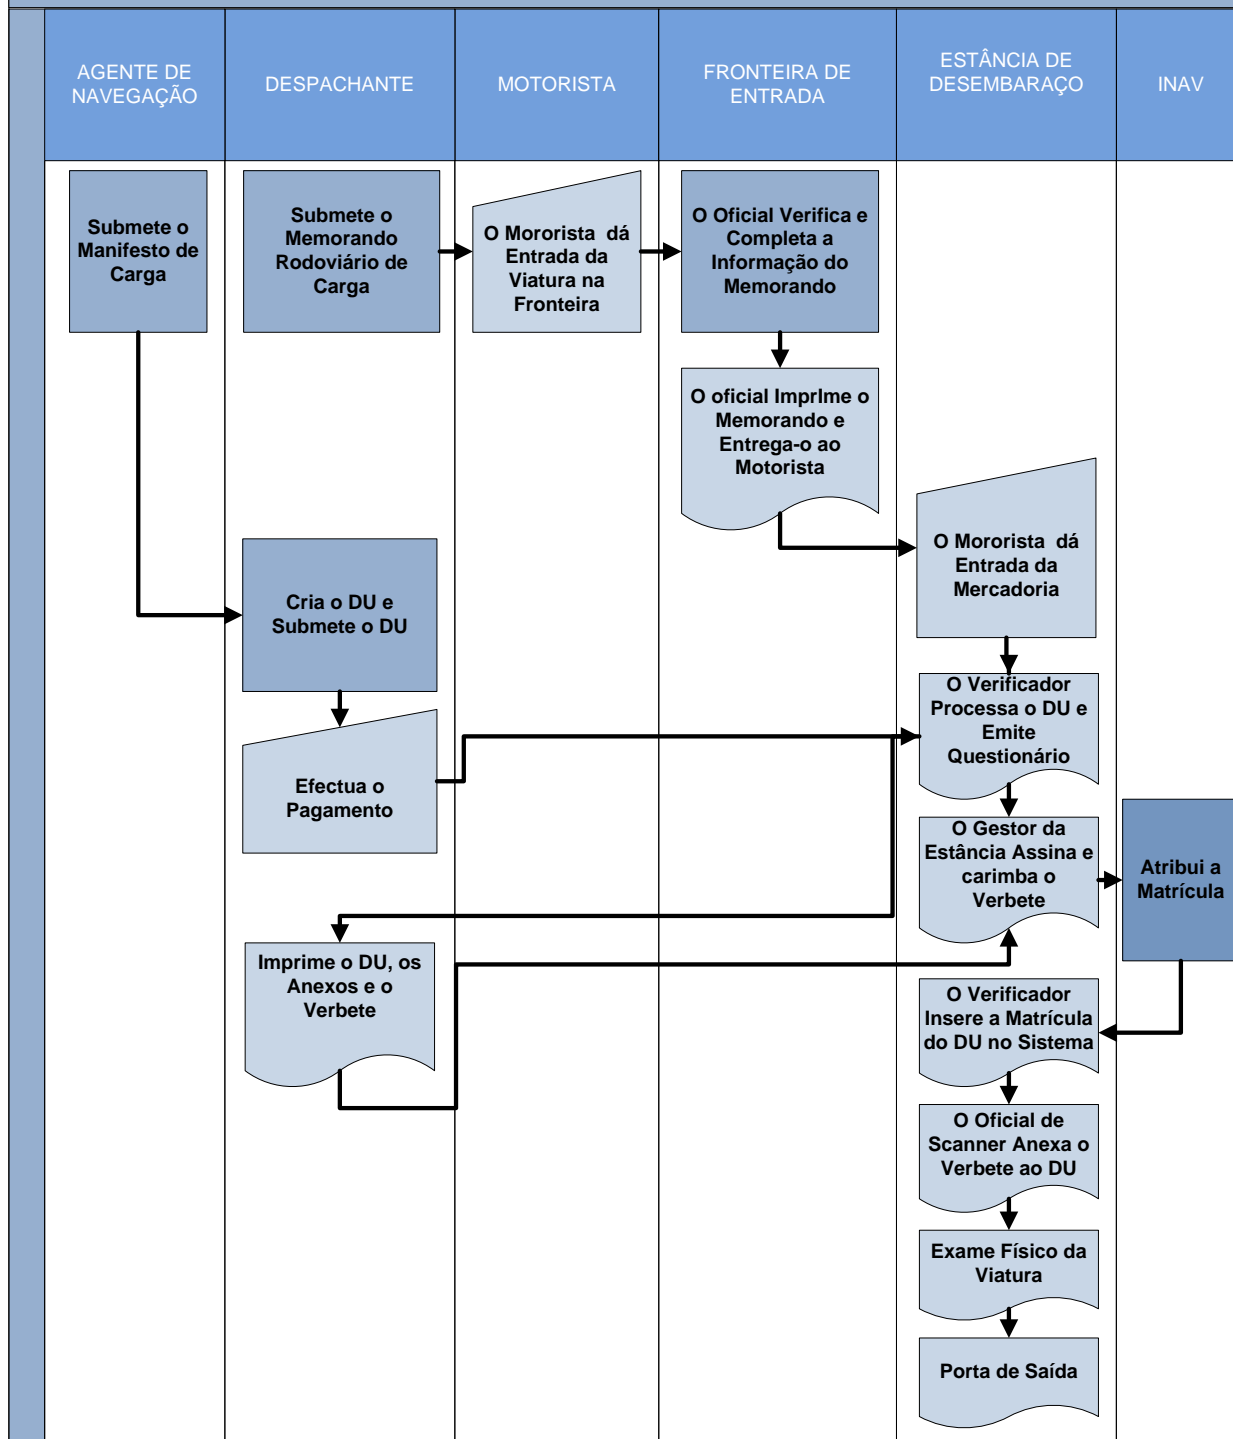 AGENTE DE
NAVEGAÇÃO
DESPACHANTE
MOTORISTA
FRONTEIRA DE
ENTRADA
ESTÂNCIA DE
DESEMBARAÇO
INAV
Submete o
Manifesto de
Carga
Submete o
Memorando
Rodoviário de
Carga
O Mororista dá
Entrada da
Viatura na
Fronteira
O Oficial Verifica e
Completa a
Informação do
Memorando
O oficial ImprIme o
Memorando e
Entrega-o ao
Motorista
O Mororista dá
Entrada da
Mercadoria
Cria o DU e
Submete o DU
O Verificador
Processa o DU e
Emite
Questionário
Efectua o
Pagamento
O Gestor da
Estância Assina e
carimba o
Verbete
Atribui a
Matrícula
Imprime o DU, os
Anexos e o
Verbete
O Verificador
Insere a Matrícula
do DU no Sistema
O Oficial de
Scanner Anexa o
Verbete ao DU
Exame Físico da
Viatura
Porta de Saída